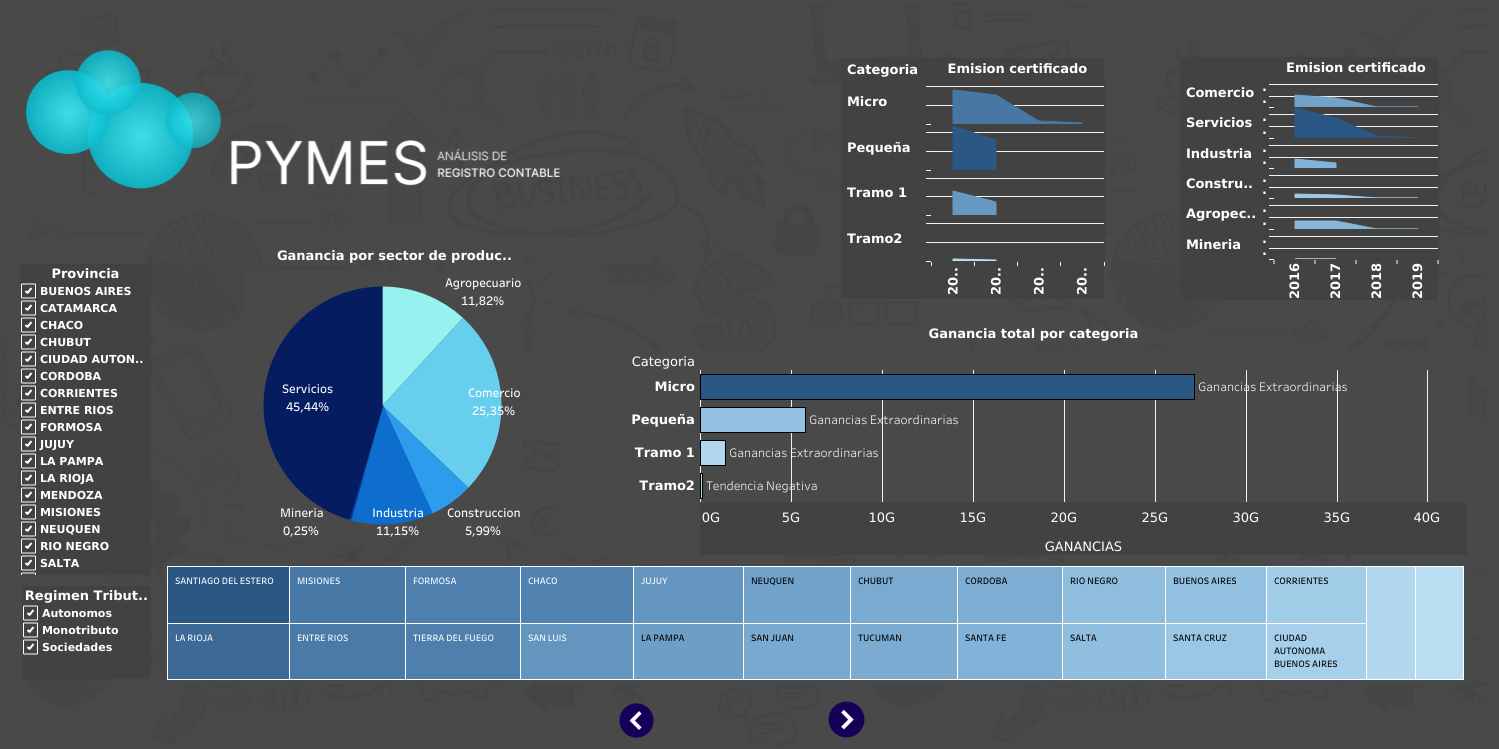 PYMES
ANÁLISIS DE
REGISTRO CONTABLE
Categoria
Emision certificado
Micro
Pequeña
Tramo 1
Tramo2
20..
20..
20..
20..
Emision certificado
Comercio
Servicios
Industria
Constru..
Agropec..
Mineria
2016
2017
2018
2019
Provincia
BUENOS AIRES
CATAMARCA
CHACO
CHUBUT
CIUDAD AUTON..
CORDOBA
CORRIENTES
ENTRE RIOS
FORMOSA
JUJUY
LA PAMPA
LA RIOJA
MENDOZA
MISIONES
NEUQUEN
RIO NEGRO
SALTA
Regimen Tribut..
Autonomos
Monotributo
Sociedades
Ganancia por sector de produc..
Agropecuario
11,82%
Servicios
45,44%
Comercio
25,35%
Mineria
0,25%
Industria
11,15%
Construccion
5,99%
Ganancia total por categoria
Categoria
Micro
Ganancias Extraordinarias
Pequeña
Ganancias Extraordinarias
Tramo 1
Ganancias Extraordinarias
Tramo2
Tendencia Negativa
0G 5G 10G 15G 20G 25G 30G 35G 40G
GANANCIAS
SANTIAGO DEL ESTERO
MISIONES
FORMOSA
CHACO
JUJUY
NEUQUEN
CHUBUT
CORDOBA
RIO NEGRO
BUENOS AIRES
CORRIENTES
LA RIOJA
ENTRE RIOS
TIERRA DEL FUEGO
SAN LUIS
LA PAMPA
SAN JUAN
TUCUMAN
SANTA FE
SALTA
SANTA CRUZ
CIUDAD
AUTONOMA
BUENOS AIRES
search
BUSINESS
10%
80%
45%